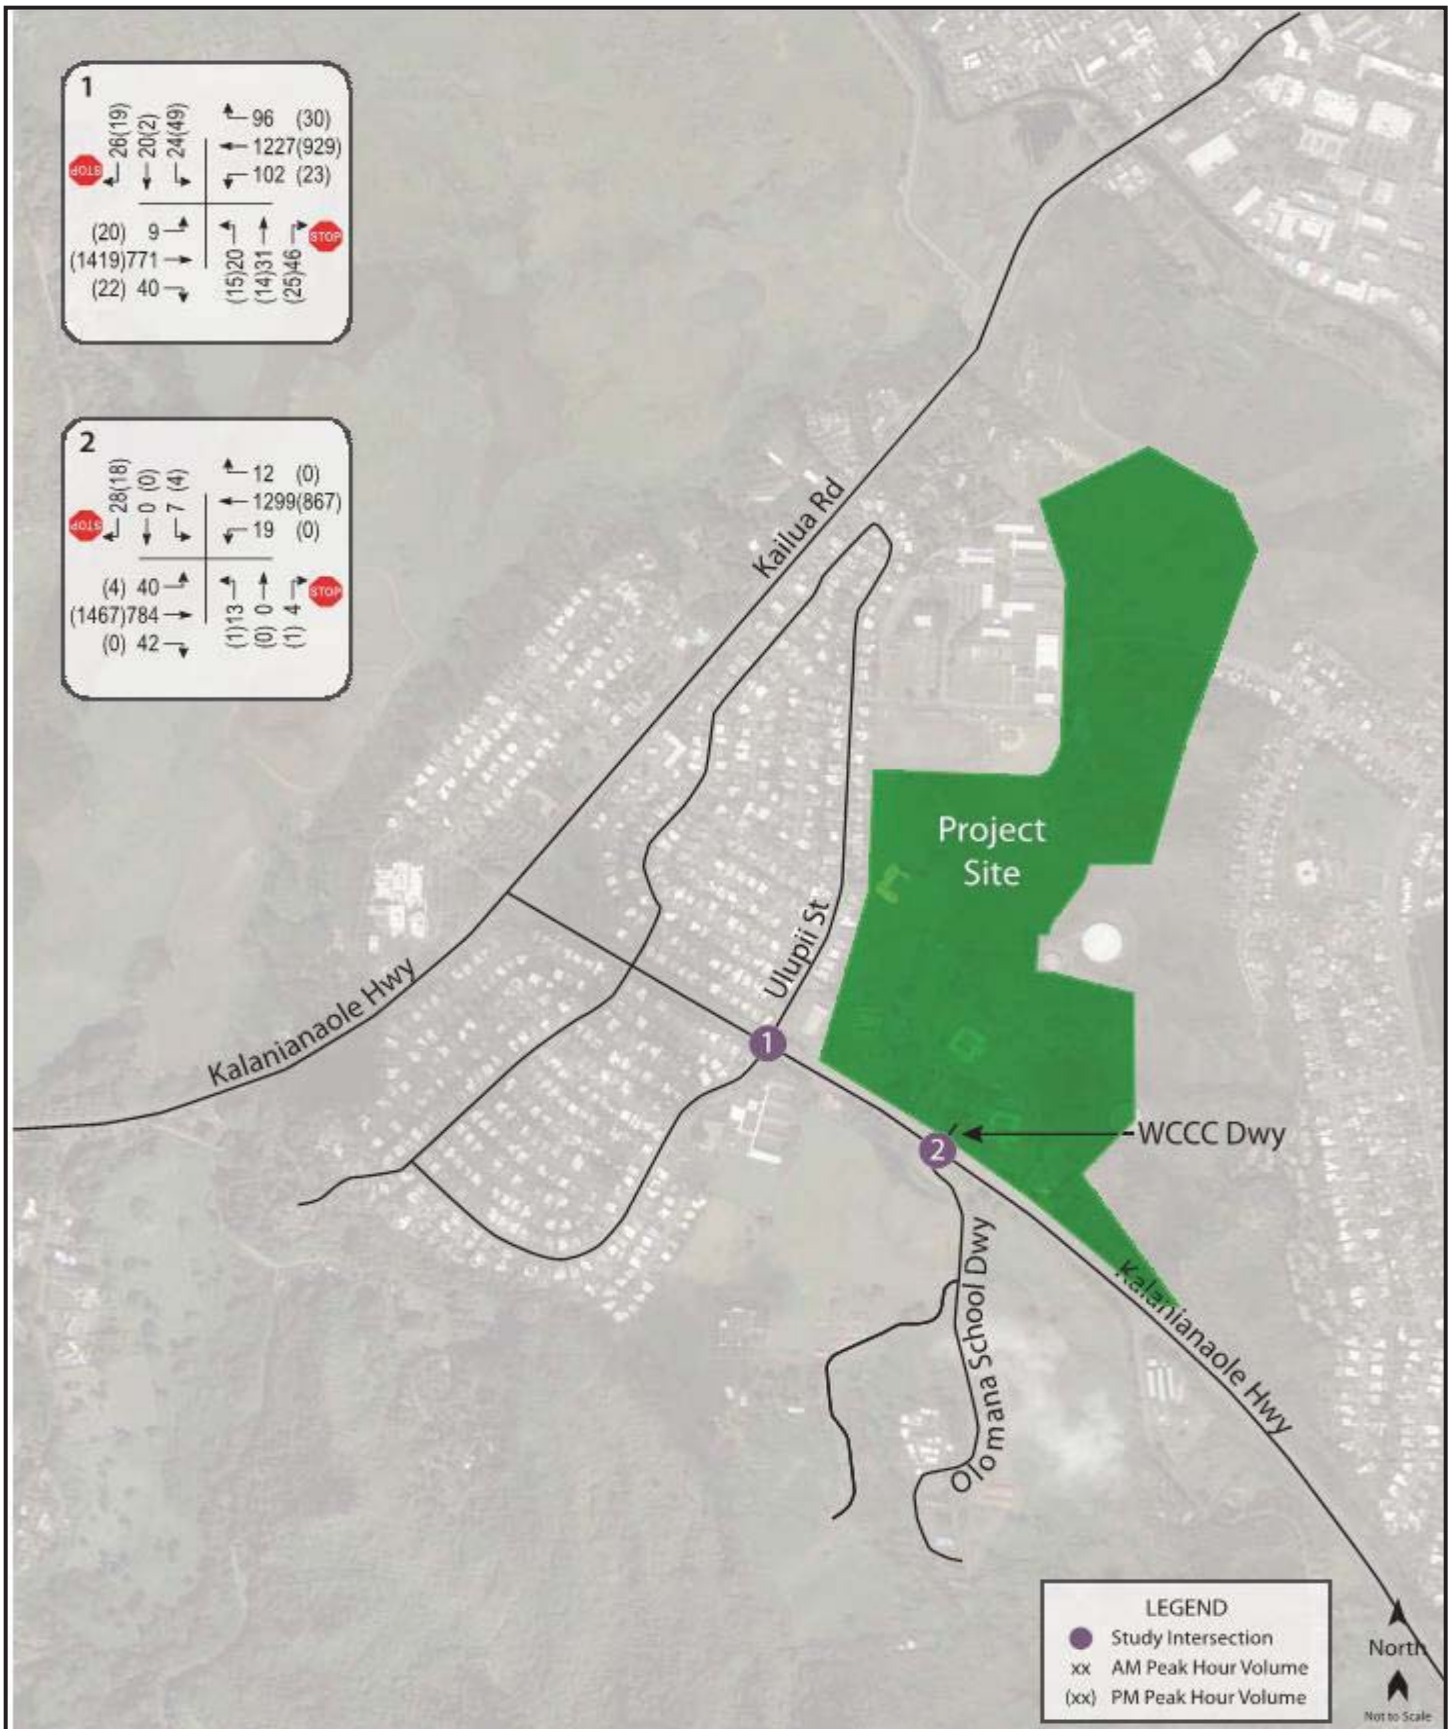 1
26(19)
20(2)
24(49)
96 (30)
1227(929)
102 (23)
STOP
(20) 9
(1419)771
(22) 40
(15)20
(14)31
(25)46
STOP
2
28(18)
0 (0)
7 (4)
12 (0)
1299(867)
19 (0)
STOP
(4) 40
(1467)784
(0) 42
(1)13
(0) 0
(1) 4
STOP
Kailua Rd
Project
Site
Ulupii St
Kalanianaole Hwy
1
2
WCCC Dwy
Olomana School Dwy
Kalanianaole Hwy
LEGEND
Study Intersection
xx AM Peak Hour Volume
(xx) PM Peak Hour Volume
North
Not to Scale